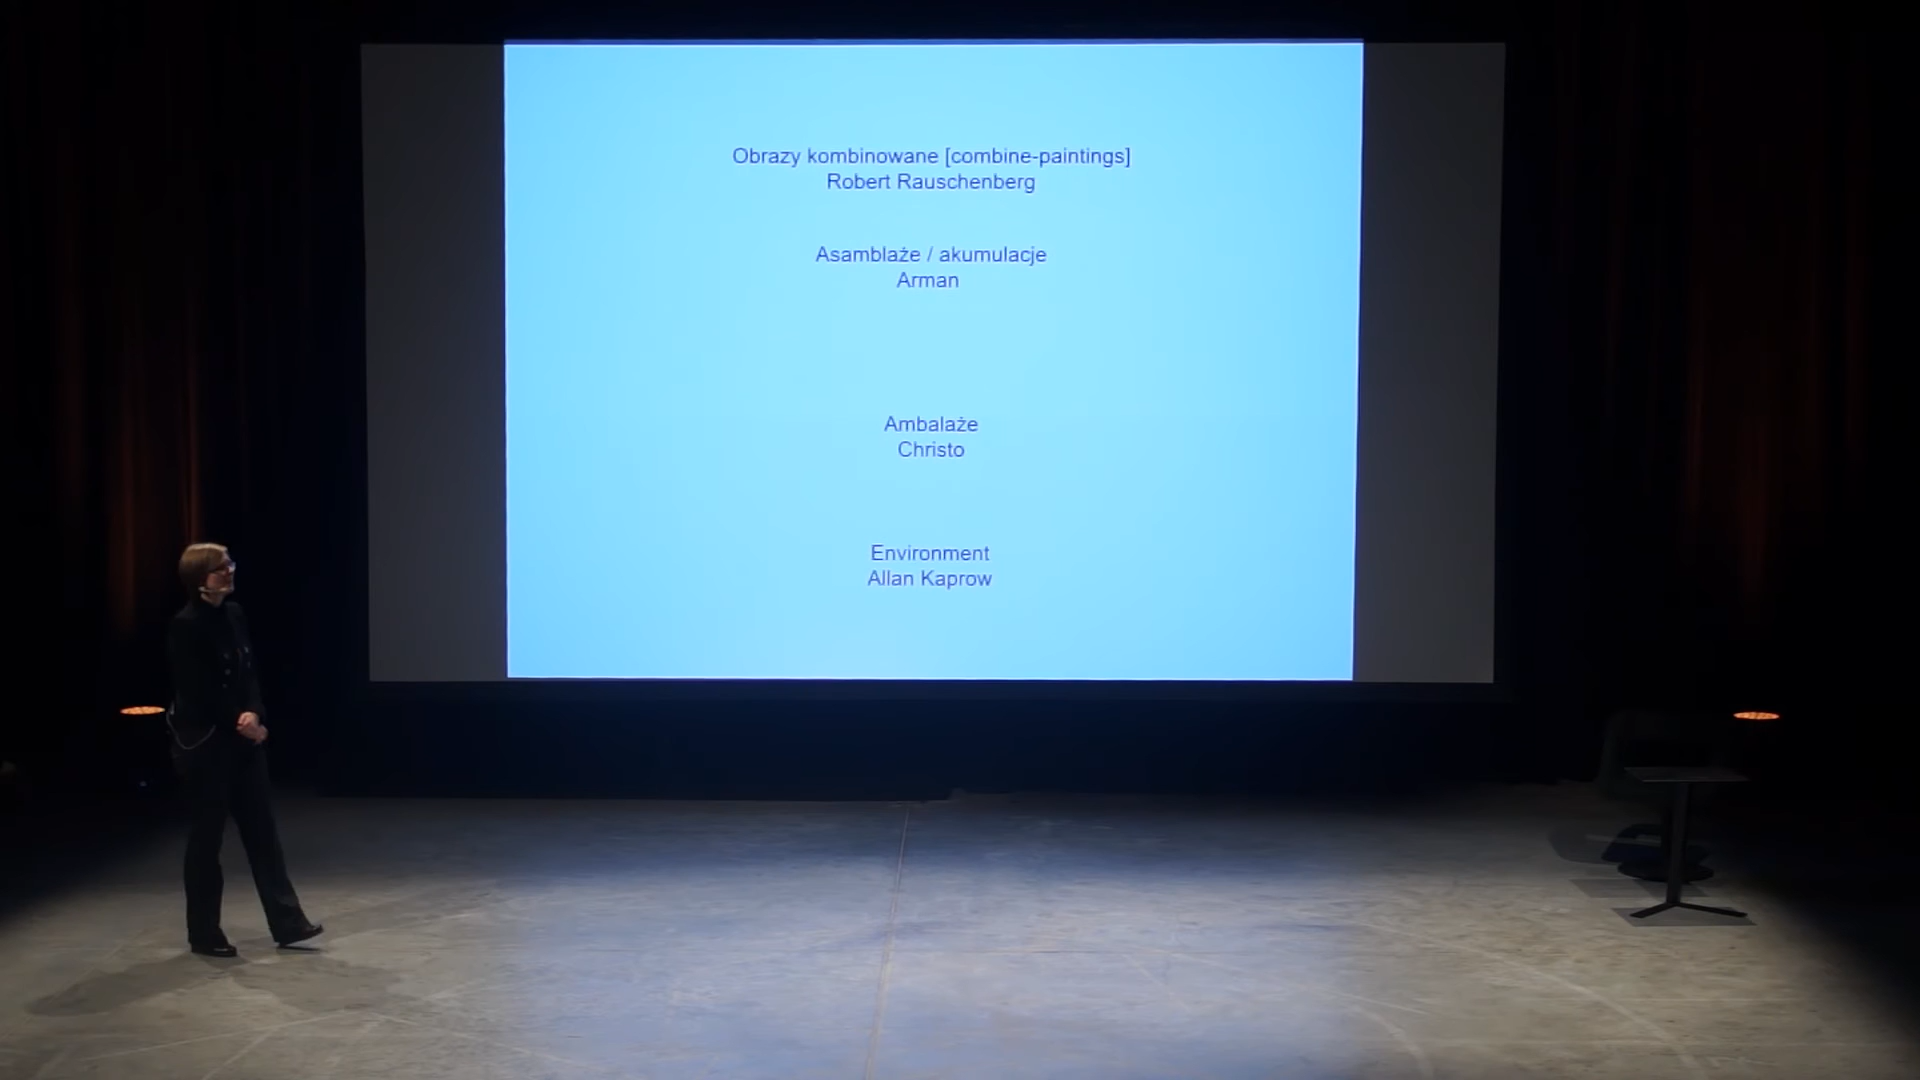 Obrazy kombinowane [combine-paintings]
Robert Rauschenberg
Asamblaże / akumulacje
Arman
Ambalaże
Christo
Environment
Allan Kaprow